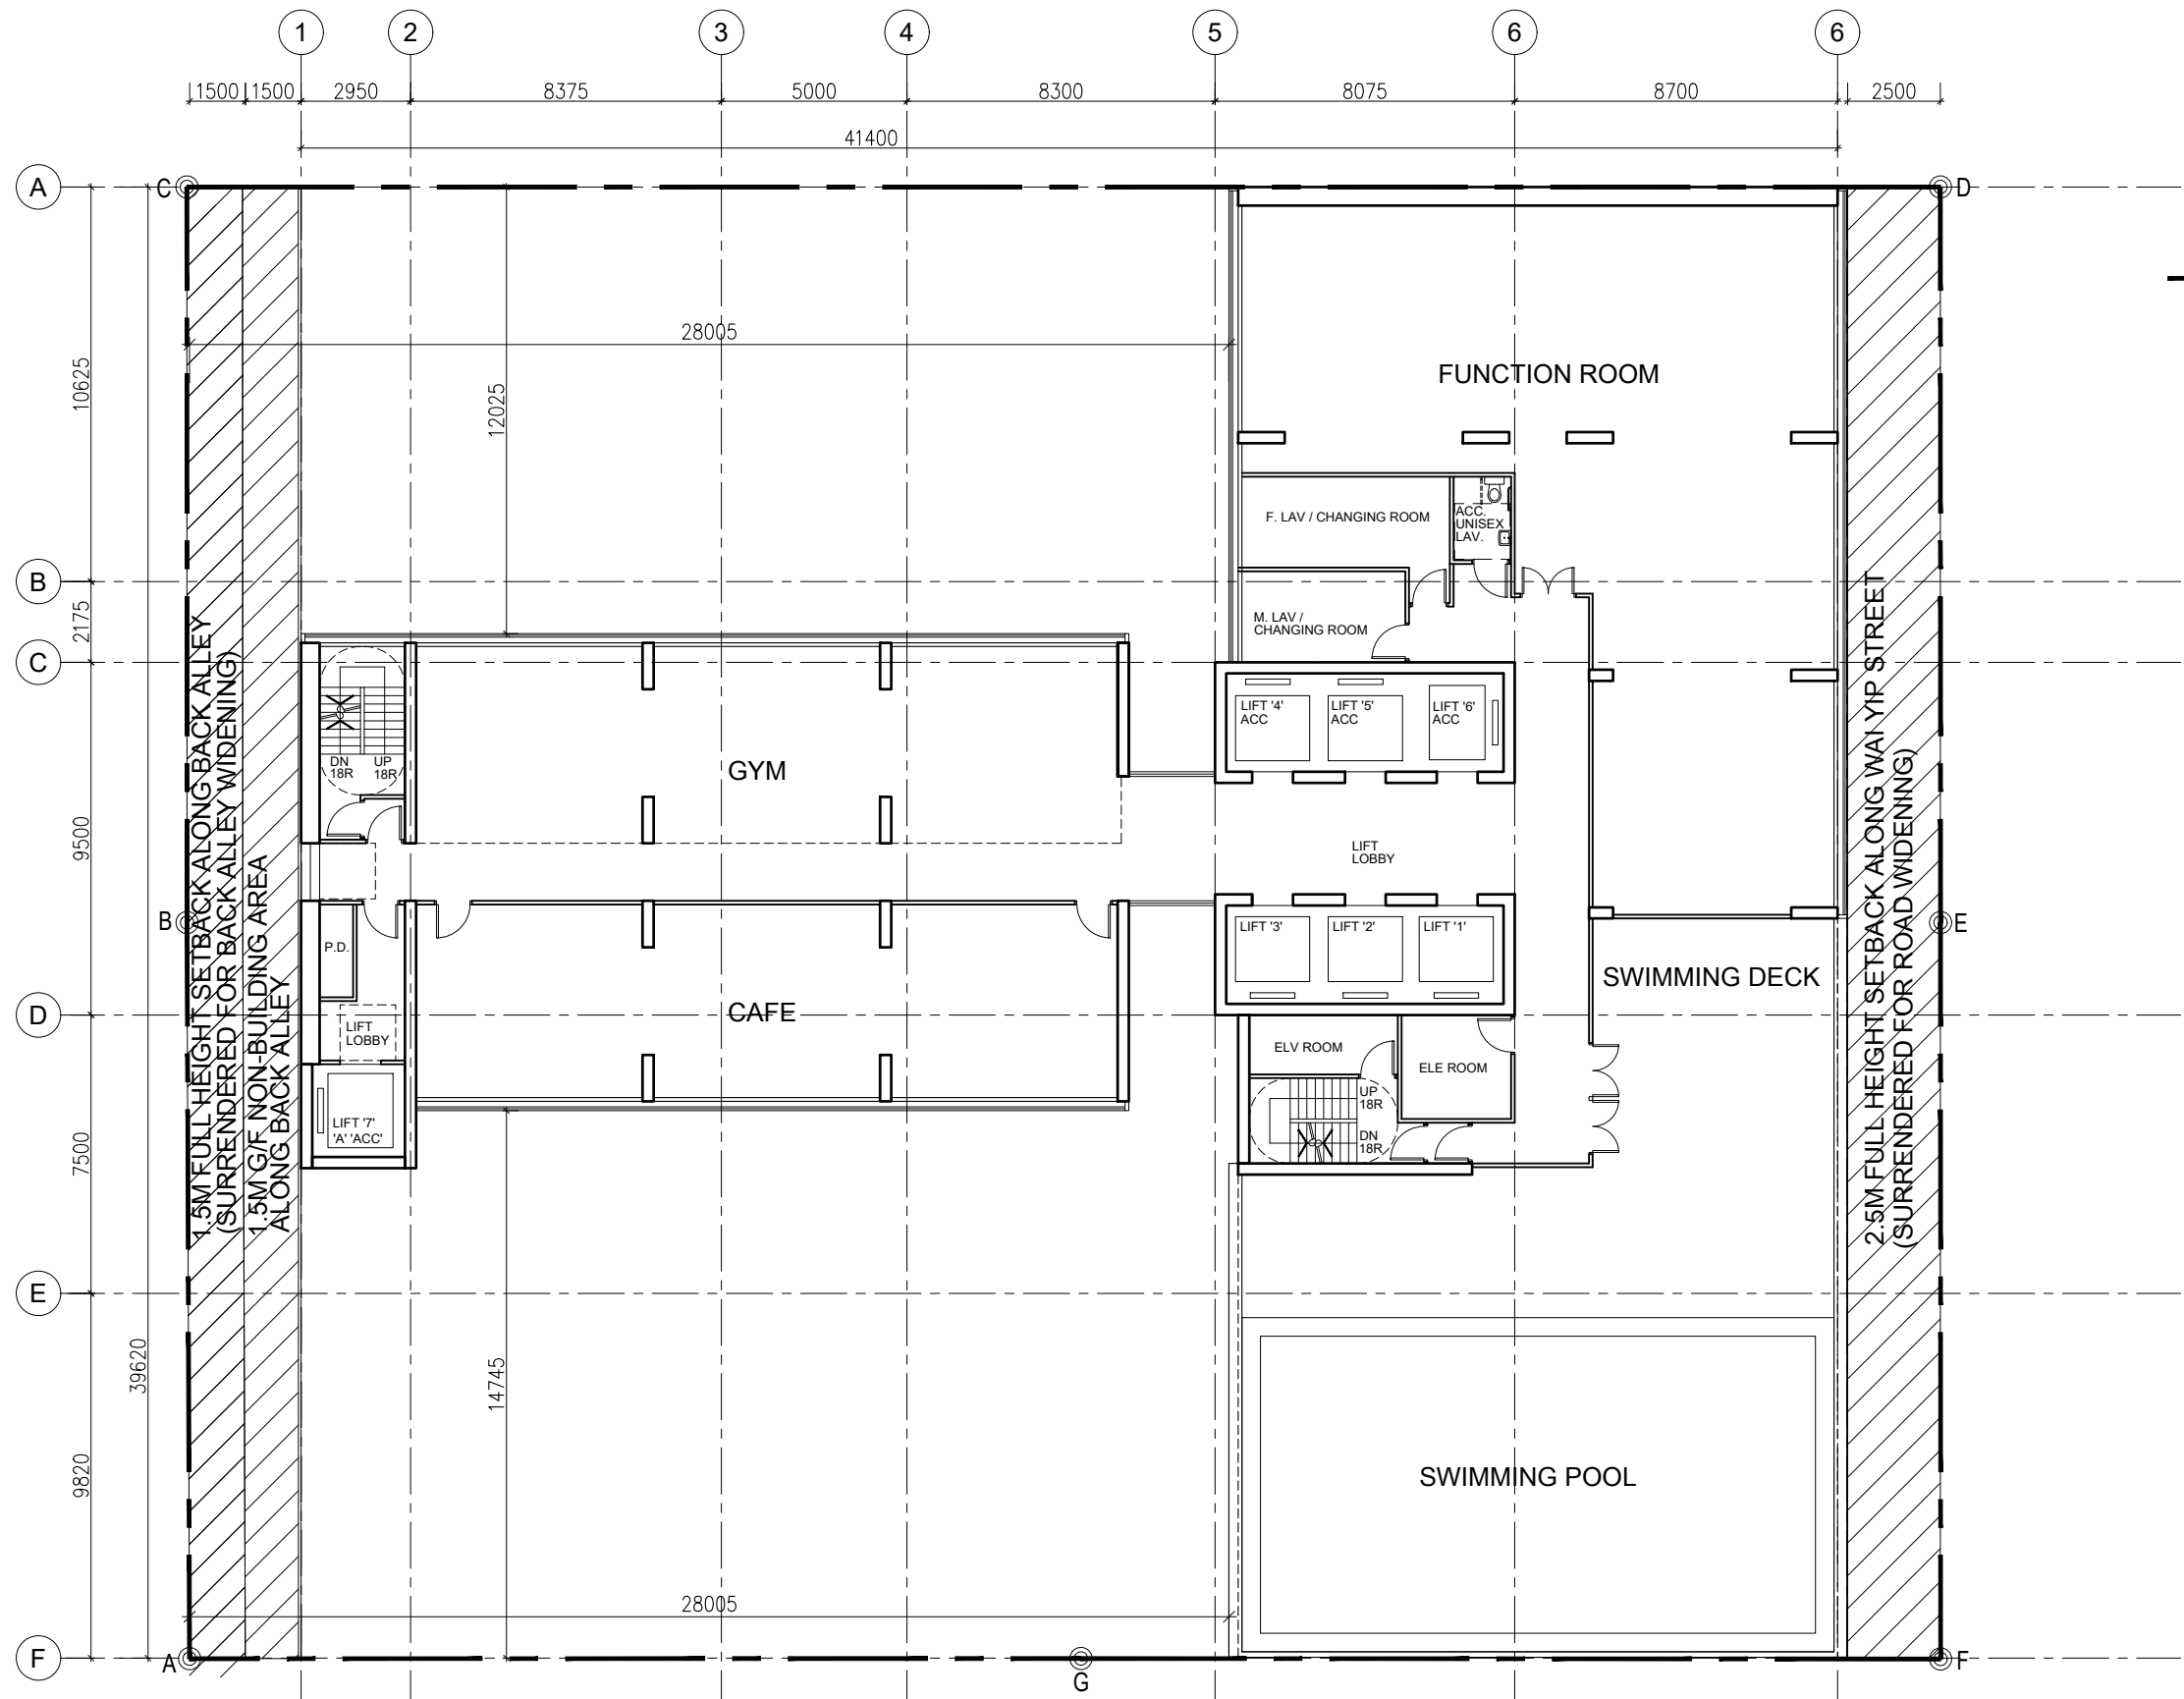 1 2 3 4 5 6 6
1500 1500 2950 8375 5000 8300 8075 8700 2500
41400
A
C
D
28005
10625
12025
FUNCTION ROOM
F. LAV / CHANGING ROOM
ACC.
UNISEX
LAV.
B
2175
M. LAV /
CHANGING ROOM
C
LIFT '4'
ACC
LIFT '5'
ACC
LIFT '6'
ACC
DN
18R
UP
18R
GYM
9500
LIFT
LOBBY
B
E
P.D.
LIFT '3'
LIFT '2'
LIFT '1'
SWIMMING DECK
D
CAFE
LIFT
LOBBY
ELV ROOM
ELE ROOM
UP
18R
DN
18R
LIFT '7'
'A' 'ACC'
7500
1.5M FULL HEIGHT SETBACK ALONG BACK ALLEY
(SURRENDERED FOR BACK ALLEY WIDENING)
1.5M G/F NON-BUILDING AREA
ALONG BACK ALLEY
2.5M FULL HEIGHT SETBACK ALONG WAI YIP STREET
(SURRENDERED FOR ROAD WIDENING)
E
39620
14745
9820
SWIMMING POOL
28005
F
A
G
F